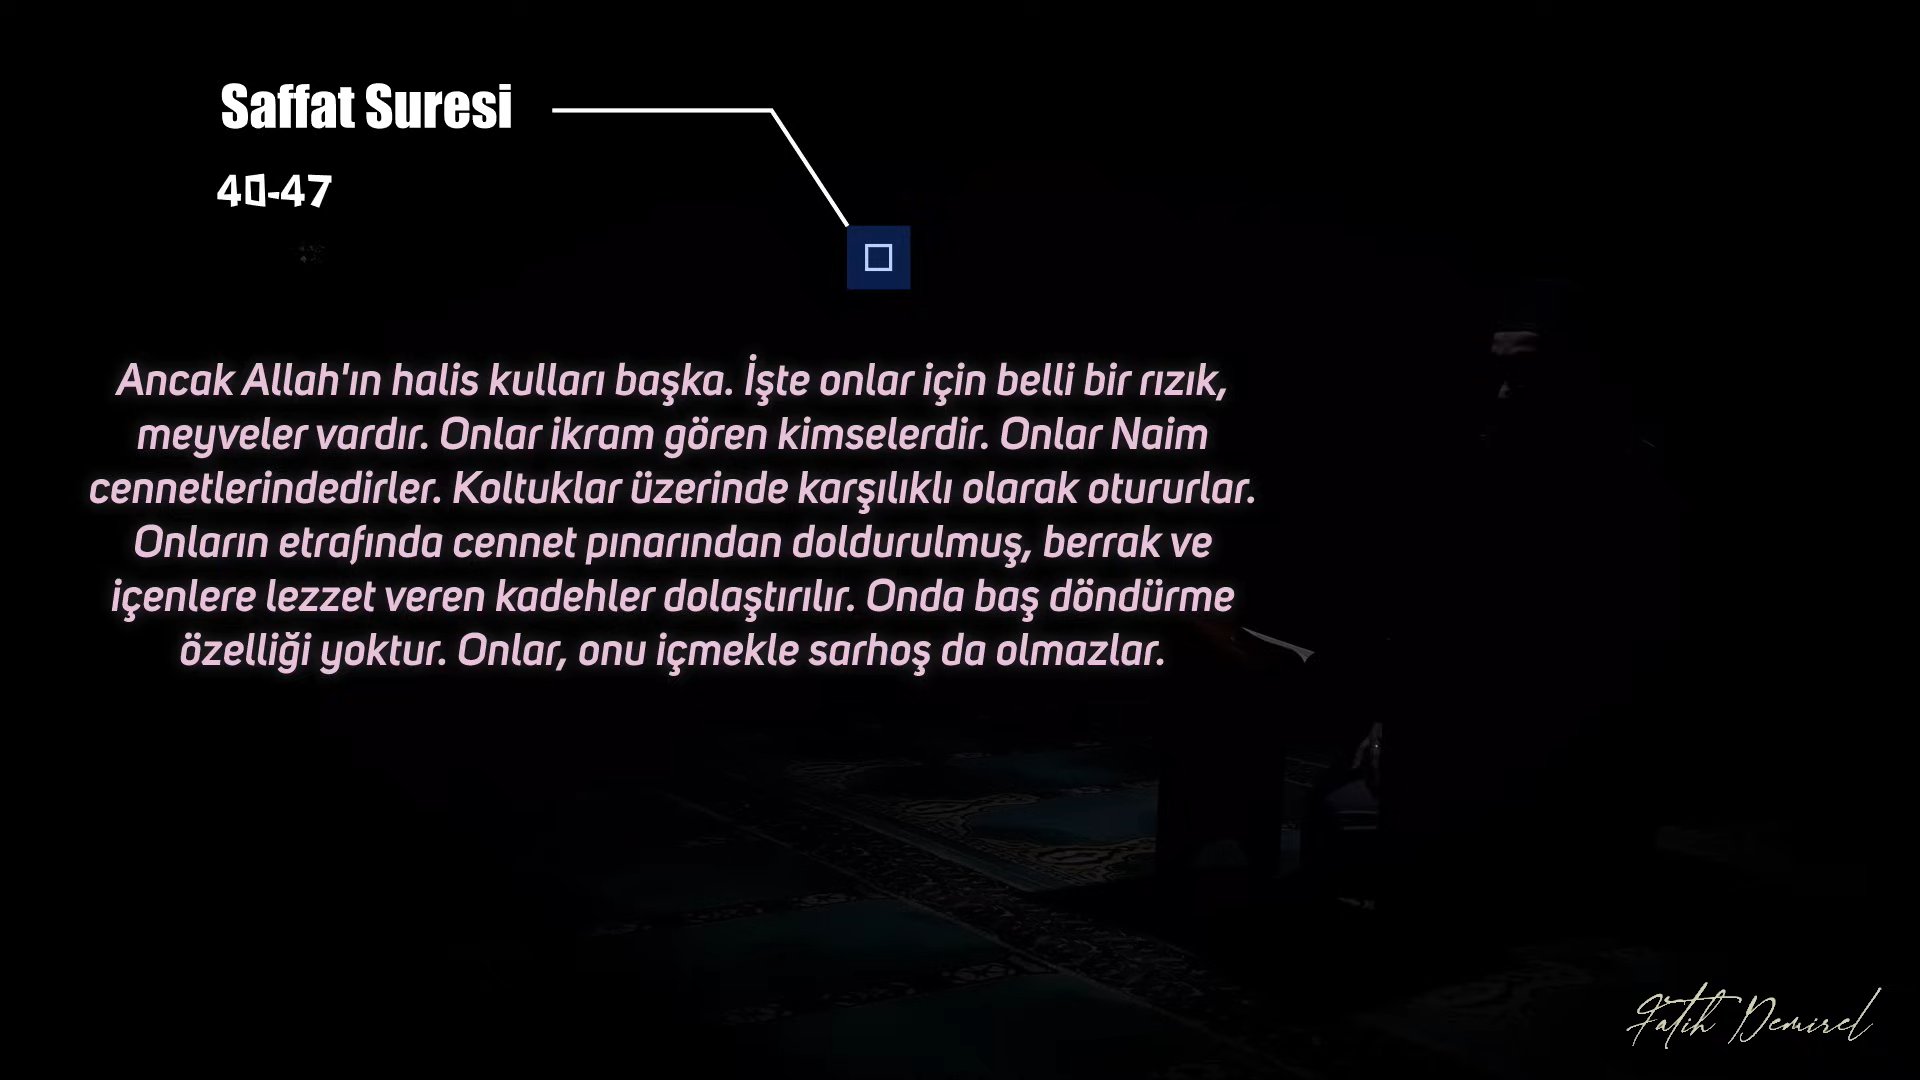 Saffat Suresi
40-47
Ancak Allah'ın halis kulları başka. İşte onlar için belli bir rızık,
meyveler vardır. Onlar ikram gören kimselerdir. Onlar Naim
cennetlerindedirler. Koltuklar üzerinde karşılıklı olarak otururlar.
Onların etrafında cennet pınarından doldurulmuş, berrak ve
içenlere lezzet veren kadehler dolaştırılır. Onda baş döndürme
özelliği yoktur. Onlar, onu içmekle sarhoş da olmazlar.
Fatih Demirel